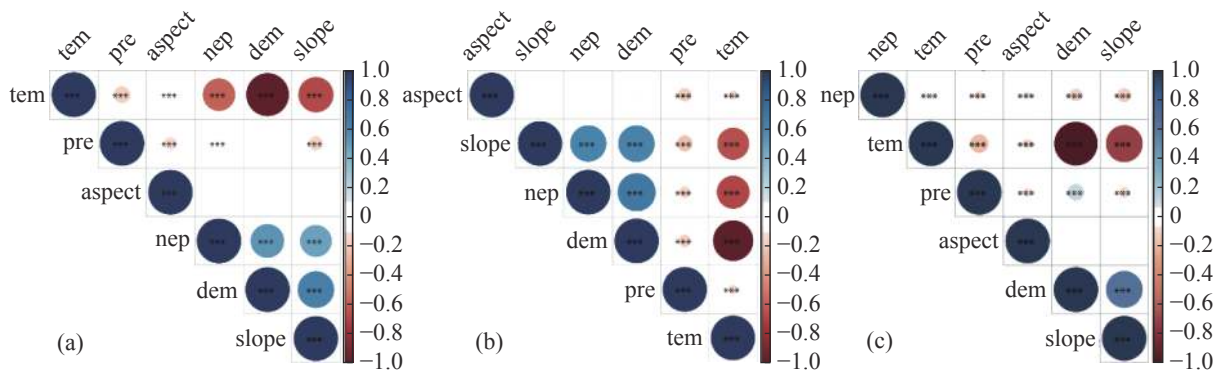 tem pre aspect nep dem slope
tem *** *** *** *** *** ***
pre *** *** *** ***
aspect ***
nep *** *** ***
dem *** ***
slope ***
1.0
0.8
0.6
0.4
0.2
0
−0.2
−0.4
−0.6
−0.8
−1.0
(a)
aspect slope nep dem pre tem
aspect *** *** ***
slope *** *** *** *** ***
nep *** *** *** ***
dem *** *** ***
pre *** ***
tem ***
1.0
0.8
0.6
0.4
0.2
0
−0.2
−0.4
−0.6
−0.8
−1.0
(b)
nep tem pre aspect dem slope
nep *** *** *** *** *** ***
tem *** *** *** *** ***
pre *** *** *** ***
aspect ***
dem *** ***
slope ***
1.0
0.8
0.6
0.4
0.2
0
−0.2
−0.4
−0.6
−0.8
−1.0
(c)